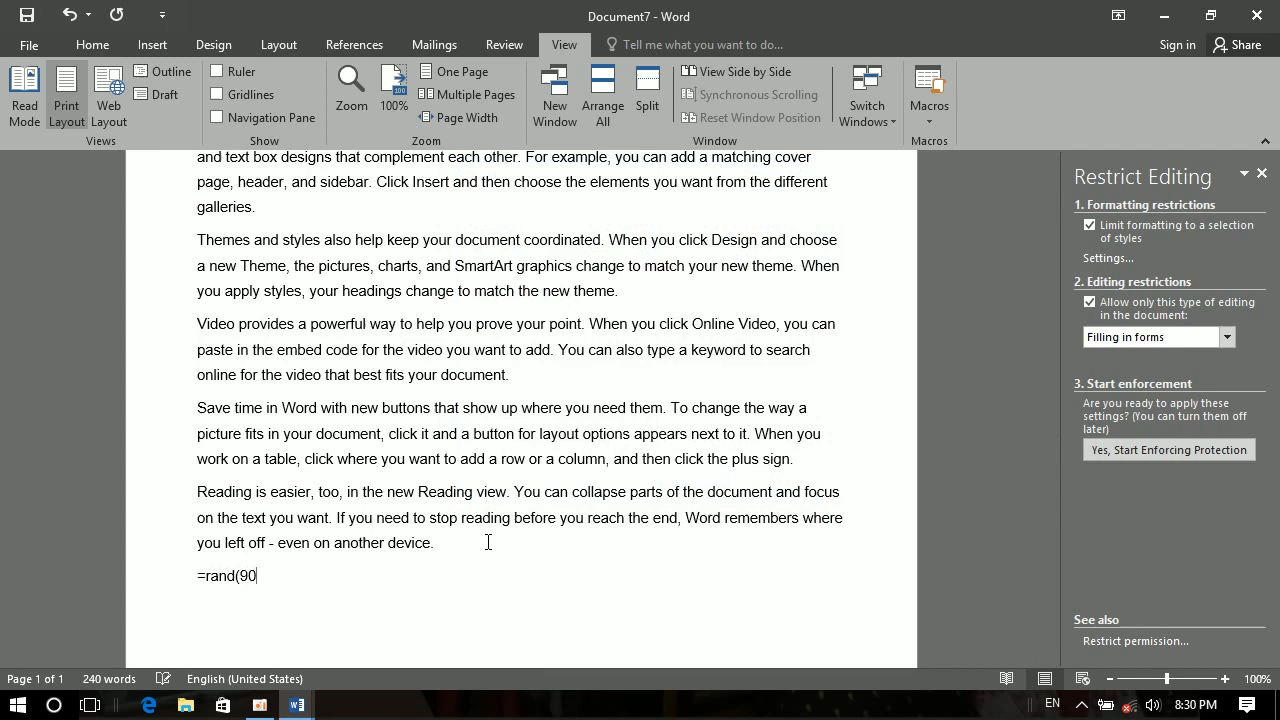 Document7 - Word
File Home Insert Design Layout References Mailings Review View Tell me what you want to do... Sign in Share
Read Mode
Print Layout
Web Layout
Outline
Draft
Views
Ruler
Gridlines
Navigation Pane
Show
Zoom
100%
One Page
Multiple Pages
Page Width
Zoom
New Window
Arrange All
Split
View Side by Side
Synchronous Scrolling
Reset Window Position
Window
Switch Windows
Macros
Macros
and text box designs that complement each other. For example, you can add a matching cover
page, header, and sidebar. Click Insert and then choose the elements you want from the different
galleries.
Themes and styles also help keep your document coordinated. When you click Design and choose
a new Theme, the pictures, charts, and SmartArt graphics change to match your new theme. When
you apply styles, your headings change to match the new theme.
Video provides a powerful way to help you prove your point. When you click Online Video, you can
paste in the embed code for the video you want to add. You can also type a keyword to search
online for the video that best fits your document.
Save time in Word with new buttons that show up where you need them. To change the way a
picture fits in your document, click it and a button for layout options appears next to it. When you
work on a table, click where you want to add a row or a column, and then click the plus sign.
Reading is easier, too, in the new Reading view. You can collapse parts of the document and focus
on the text you want. If you need to stop reading before you reach the end, Word remembers where
you left off - even on another device.
=rand(90
Restrict Editing
1. Formatting restrictions
Limit formatting to a selection
of styles
Settings...
2. Editing restrictions
Allow only this type of editing
in the document:
Filling in forms
3. Start enforcement
Are you ready to apply these
settings? (You can turn them off
later)
Yes, Start Enforcing Protection
See also
Restrict permission...
Page 1 of 1 240 words English (United States) 100%
EN 8:30 PM